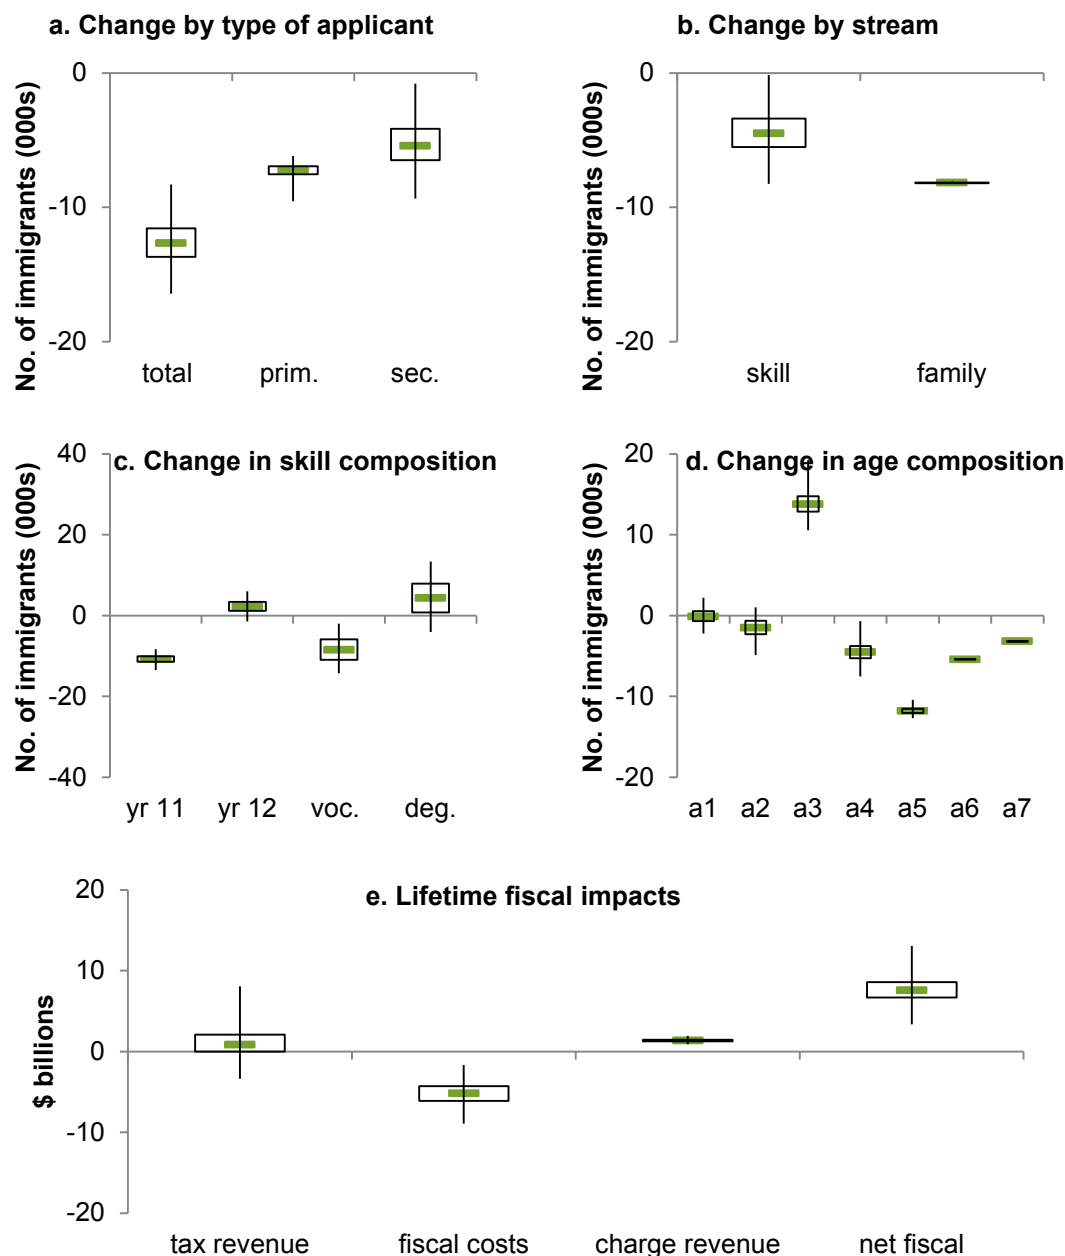 a. Change by type of applicant
No. of immigrants (000s)
0
-10
-20
total prim. sec.
b. Change by stream
No. of immigrants (000s)
0
-10
-20
skill family
c. Change in skill composition
No. of immigrants (000s)
40
20
0
-20
-40
yr 11 yr 12 voc. deg.
d. Change in age composition
No. of immigrants (000s)
20
10
0
-10
-20
a1 a2 a3 a4 a5 a6 a7
e. Lifetime fiscal impacts
$ billions
20
10
0
-10
-20
tax revenue fiscal costs charge revenue net fiscal